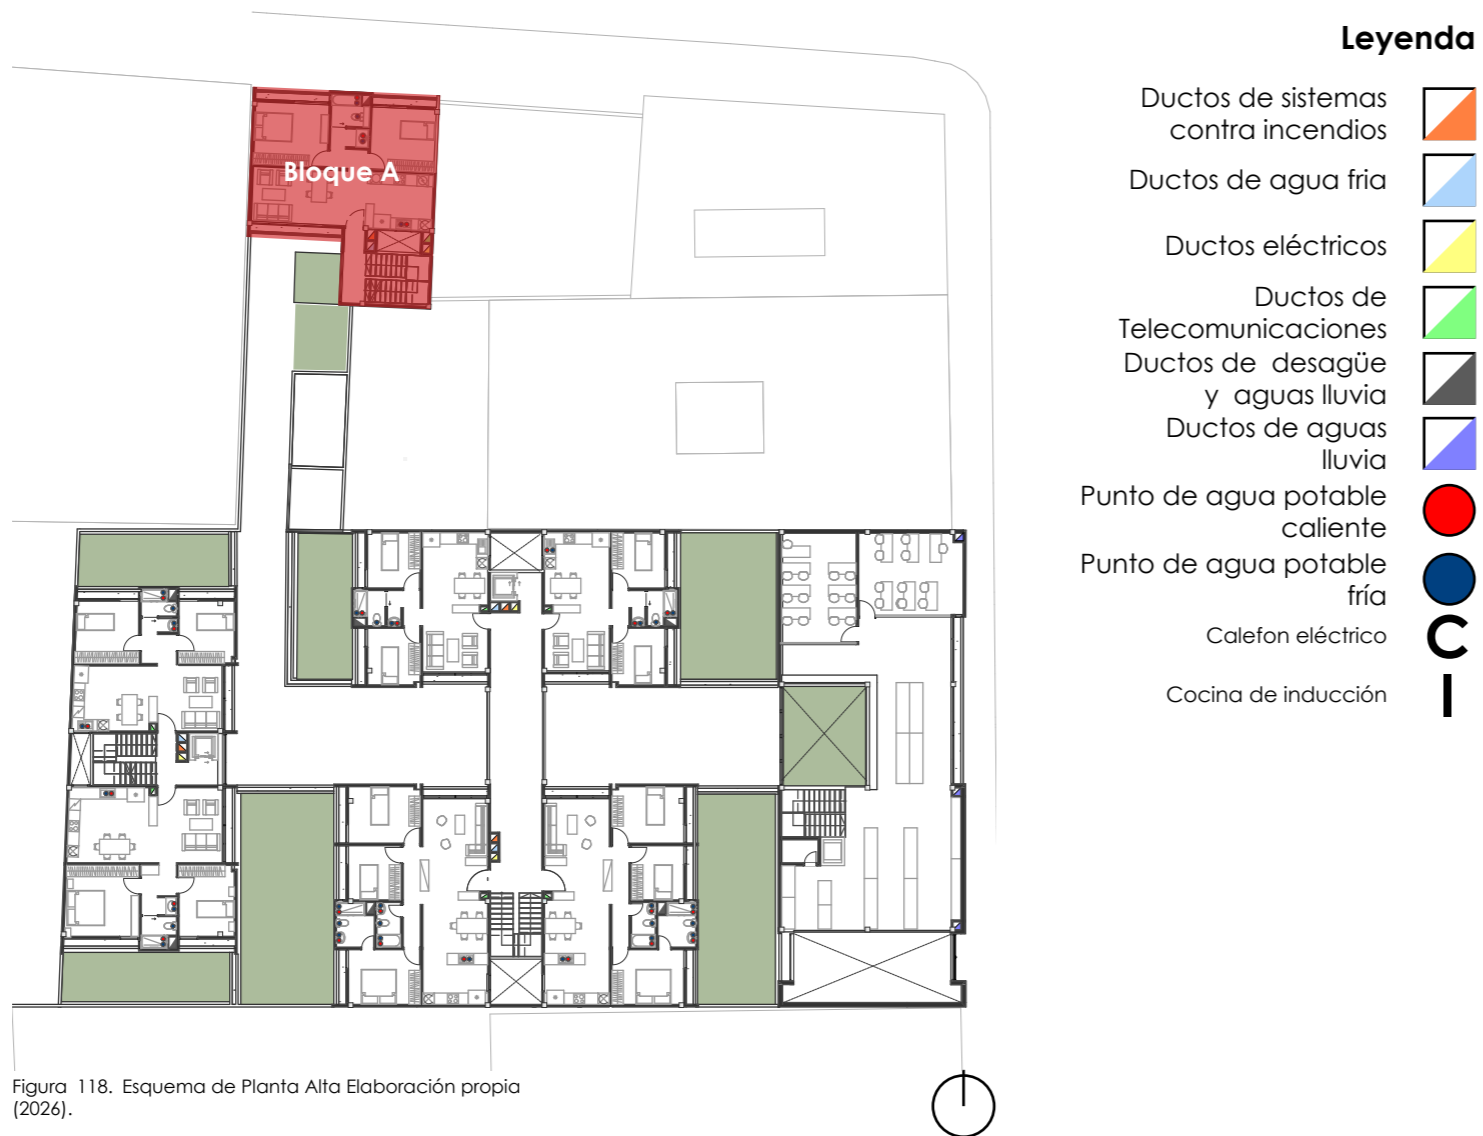 Leyenda
Ductos de sistemas
contra incendios
Ductos de agua fria
Ductos eléctricos
Ductos de
Telecomunicaciones
Ductos de desagüe
y aguas lluvia
Ductos de aguas
lluvia
Punto de agua potable
caliente
Punto de agua potable
fría
Calefon eléctrico
C
Cocina de inducción
I
Bloque A
Figura 118. Esquema de Planta Alta Elaboración propia
(2026).